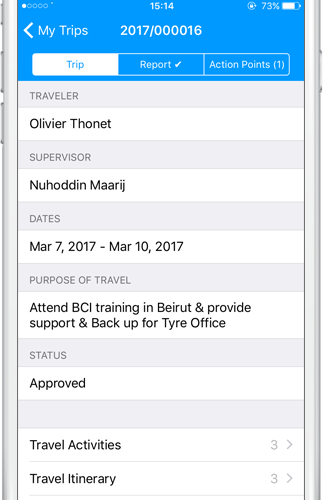 15:14 73%
My Trips 2017/000016
Trip Report ✔ Action Points (1)
TRAVELER
Olivier Thonet
SUPERVISOR
Nuhoddin Maarij
DATES
Mar 7, 2017 - Mar 10, 2017
PURPOSE OF TRAVEL
Attend BCI training in Beirut & provide
support & Back up for Tyre Office
STATUS
Approved
Travel Activities 3
Travel Itinerary 3